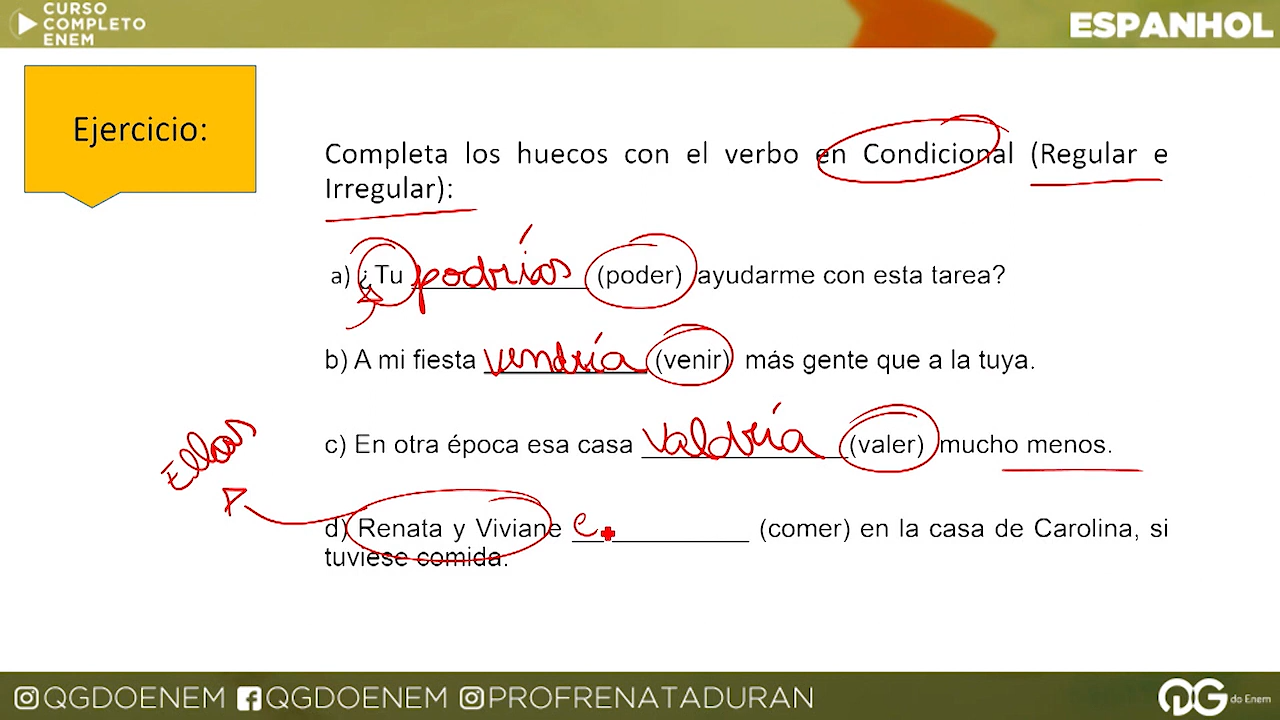 CURSO
COMPLETO
ENEM
ESPANHOL
Ejercicio:
Completa los huecos con el verbo en Condicional (Regular e
Irregular):
a) ¿Tu podrías (poder) ayudarme con esta tarea?
b) A mi fiesta vendría (venir) más gente que a la tuya.
c) En otra época esa casa valdría (valer) mucho menos.
Ellas
d) Renata y Viviane c (comer) en la casa de Carolina, si
tuviese comida.
@QGDOENEM @QGDOENEM @PROFRENATADURAN
QG do Enem